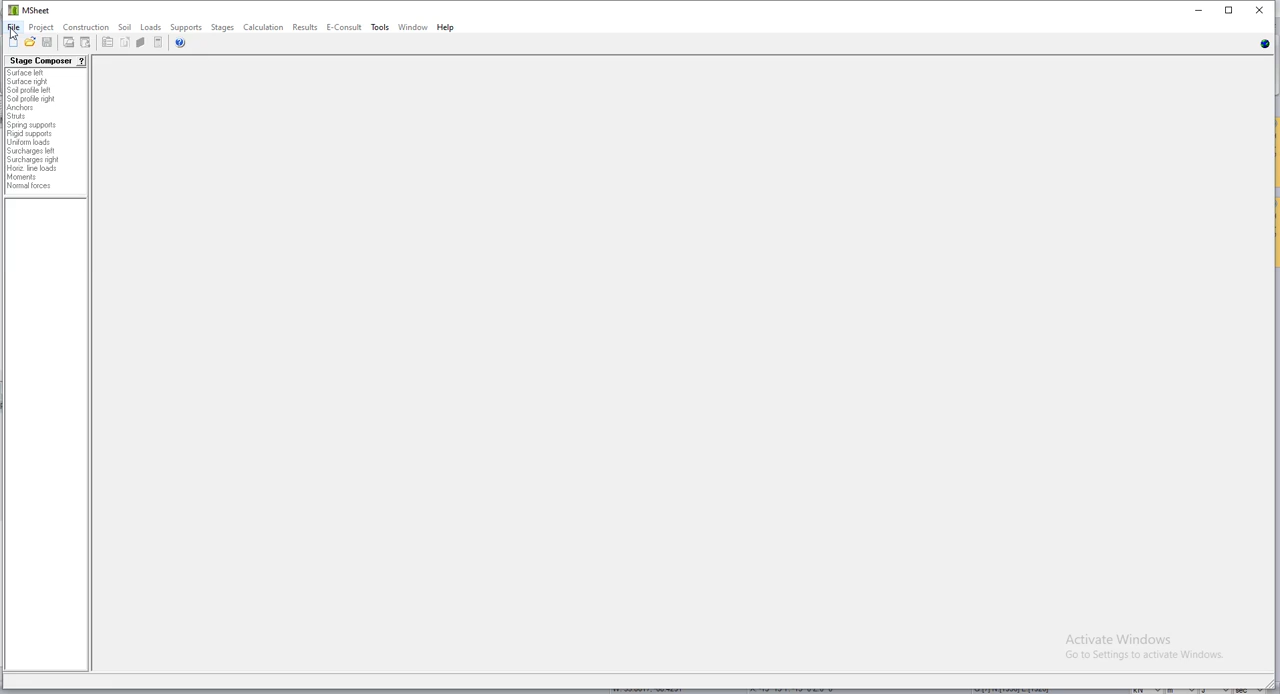 MSheet
File Project Construction Soil Loads Supports Stages Calculation Results E-Consult Tools Window Help
Stage Composer ?
Surface left
Surface right
Soil profile left
Soil profile right
Anchors
Struts
Spring supports
Rigid supports
Uniform loads
Surcharges left
Surcharges right
Horiz. line loads
Moments
Normal forces
Activate Windows
Go to Settings to activate Windows.